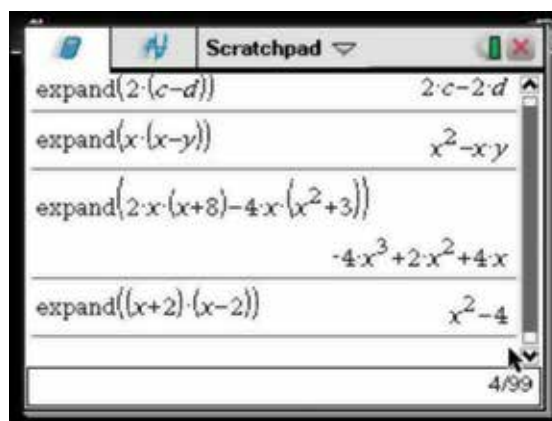 Scratchpad
expand(2·(c−d)) 2·c−2·d
expand(x·(x−y)) x²−x·y
expand(2·x·(x+8)−4·x·(x²+3))
-4·x³+2·x²+4·x
expand((x+2)·(x−2)) x²−4
4/99